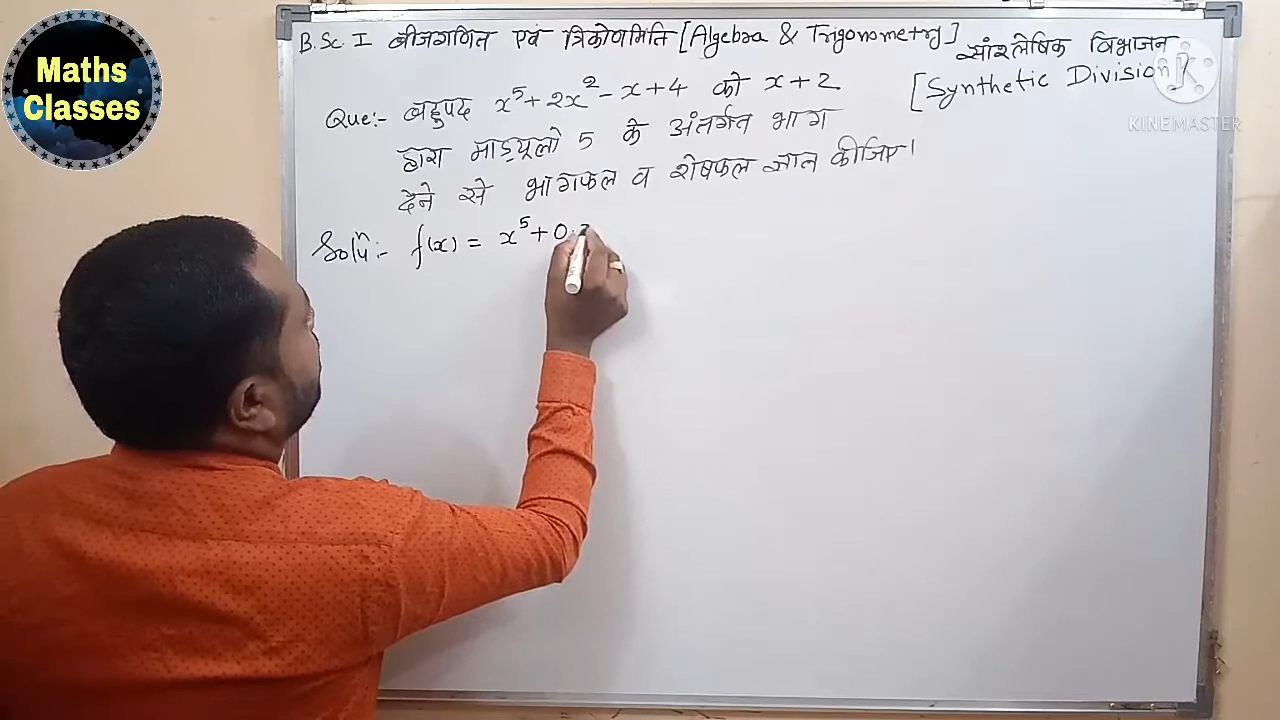 Maths
Classes
B.Sc. I बीजगणित एवं त्रिकोणमिति [Algebra & Trigonometry]
सांश्लेषिक विभाजन
[Synthetic Division]
Que:- बहुपद x⁵ + 2x² - x + 4 को x + 2
द्वारा माड्यूलो 5 के अंतर्गत भाग
देने से भागफल व शेषफल ज्ञात कीजिए।
Solⁿ:- f(x) = x⁵ + 0.
KINEMASTER